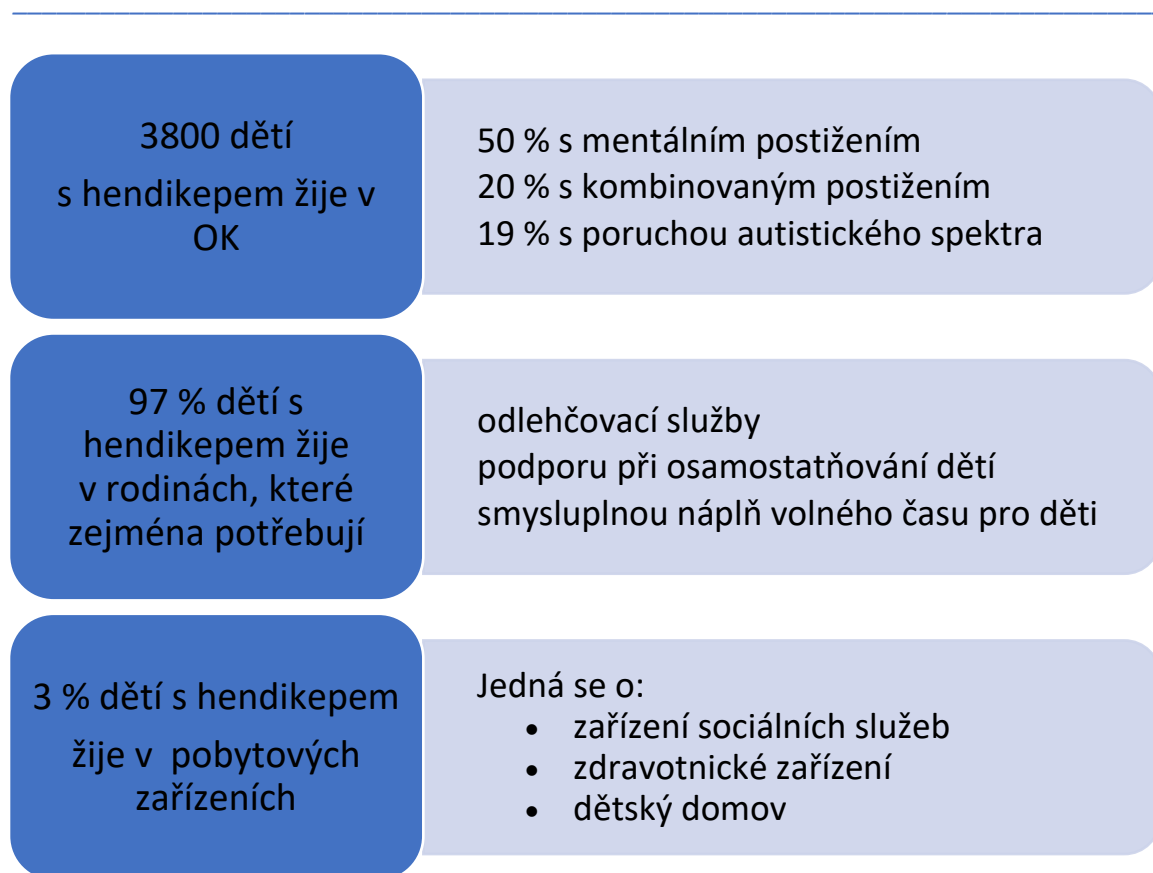 3800 dětí
s hendikepem žije v
OK
50 % s mentálním postižením
20 % s kombinovaným postižením
19 % s poruchou autistického spektra
97 % dětí s
hendikepem žije
v rodinách, které
zejména potřebují
odlehčovací služby
podporu při osamostatňování dětí
smysluplnou náplň volného času pro děti
3 % dětí s hendikepem
žije v pobytových
zařízeních
Jedná se o:
• zařízení sociálních služeb
• zdravotnické zařízení
• dětský domov